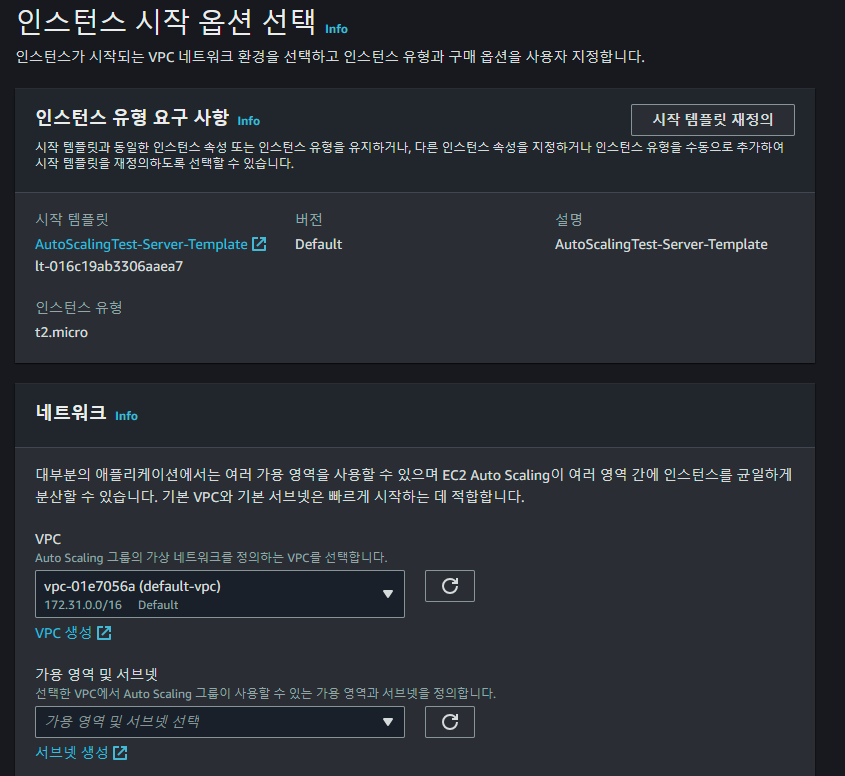 인스턴스 시작 옵션 선택 Info
인스턴스가 시작되는 VPC 네트워크 환경을 선택하고 인스턴스 유형과 구매 옵션을 사용자 지정합니다.
인스턴스 유형 요구 사항 Info
시작 템플릿 재정의
시작 템플릿과 동일한 인스턴스 속성 또는 인스턴스 유형을 유지하거나, 다른 인스턴스 속성을 지정하거나 인스턴스 유형을 수동으로 추가하여
시작 템플릿을 재정의하도록 선택할 수 있습니다.
시작 템플릿
AutoScalingTest-Server-Template
lt-016c19ab3306aaea7
버전
Default
설명
AutoScalingTest-Server-Template
인스턴스 유형
t2.micro
네트워크 Info
대부분의 애플리케이션에서는 여러 가용 영역을 사용할 수 있으며 EC2 Auto Scaling이 여러 영역 간에 인스턴스를 균일하게
분산할 수 있습니다. 기본 VPC와 기본 서브넷은 빠르게 시작하는 데 적합합니다.
VPC
Auto Scaling 그룹의 가상 네트워크를 정의하는 VPC를 선택합니다.
vpc-01e7056a (default-vpc)
172.31.0.0/16 Default
VPC 생성
가용 영역 및 서브넷
선택한 VPC에서 Auto Scaling 그룹이 사용할 수 있는 가용 영역과 서브넷을 정의합니다.
가용 영역 및 서브넷 선택
서브넷 생성